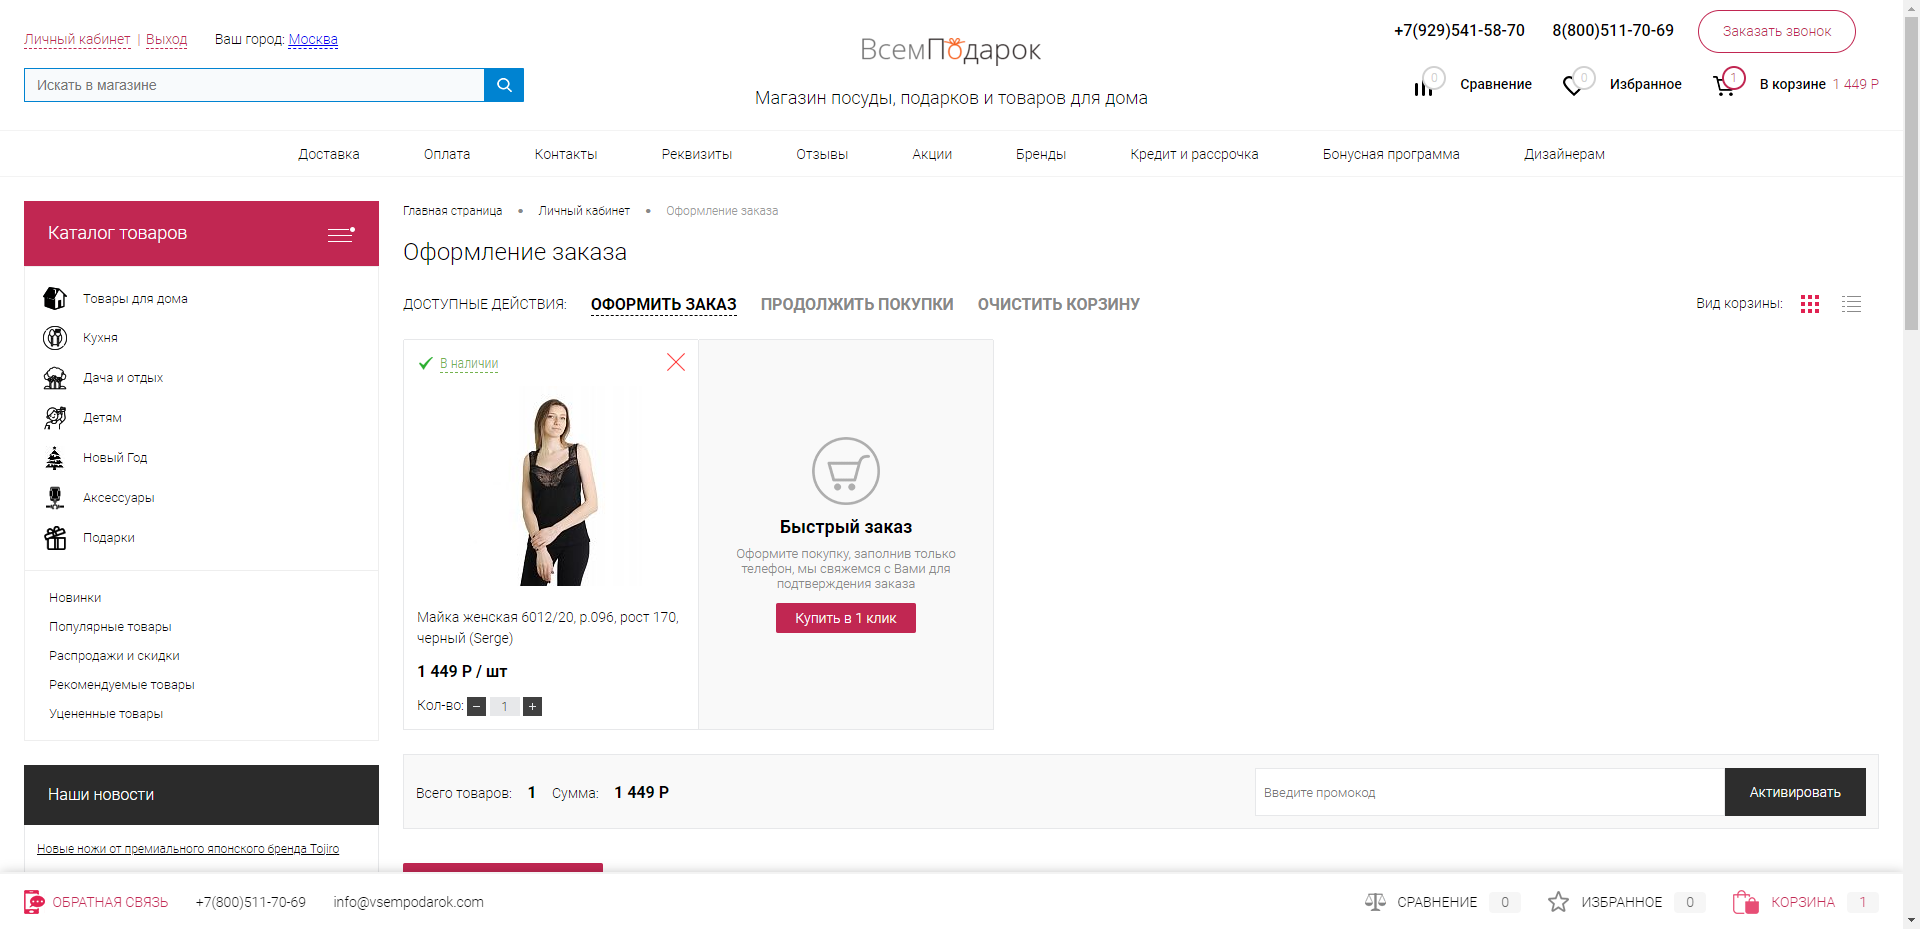 Личный кабинет | Выход
Ваш город: Москва
Искать в магазине
ВсемПодарок
Магазин посуды, подарков и товаров для дома
+7(929)541-58-70
8(800)511-70-69
Заказать звонок
0
Сравнение
0
Избранное
1
В корзине 1 449 Р
Доставка
Оплата
Контакты
Реквизиты
Отзывы
Акции
Бренды
Кредит и рассрочка
Бонусная программа
Дизайнерам
Каталог товаров
Товары для дома
Кухня
Дача и отдых
Детям
Новый Год
Аксессуары
Подарки
Новинки
Популярные товары
Распродажи и скидки
Рекомендуемые товары
Уцененные товары
Наши новости
Новые ножи от премиального японского бренда Tojiro
Главная страница • Личный кабинет • Оформление заказа
Оформление заказа
ДОСТУПНЫЕ ДЕЙСТВИЯ:
ОФОРМИТЬ ЗАКАЗ
ПРОДОЛЖИТЬ ПОКУПКИ
ОЧИСТИТЬ КОРЗИНУ
Вид корзины:
В наличии
Майка женская 6012/20, р.096, рост 170,
черный (Serge)
1 449 Р / шт
Кол-во: − 1 +
Быстрый заказ
Оформите покупку, заполнив только
телефон, мы свяжемся с Вами для
подтверждения заказа
Купить в 1 клик
Всего товаров: 1 Сумма: 1 449 Р
Введите промокод
Активировать
ОБРАТНАЯ СВЯЗЬ
+7(800)511-70-69
info@vsempodarok.com
СРАВНЕНИЕ 0
ИЗБРАННОЕ 0
КОРЗИНА 1